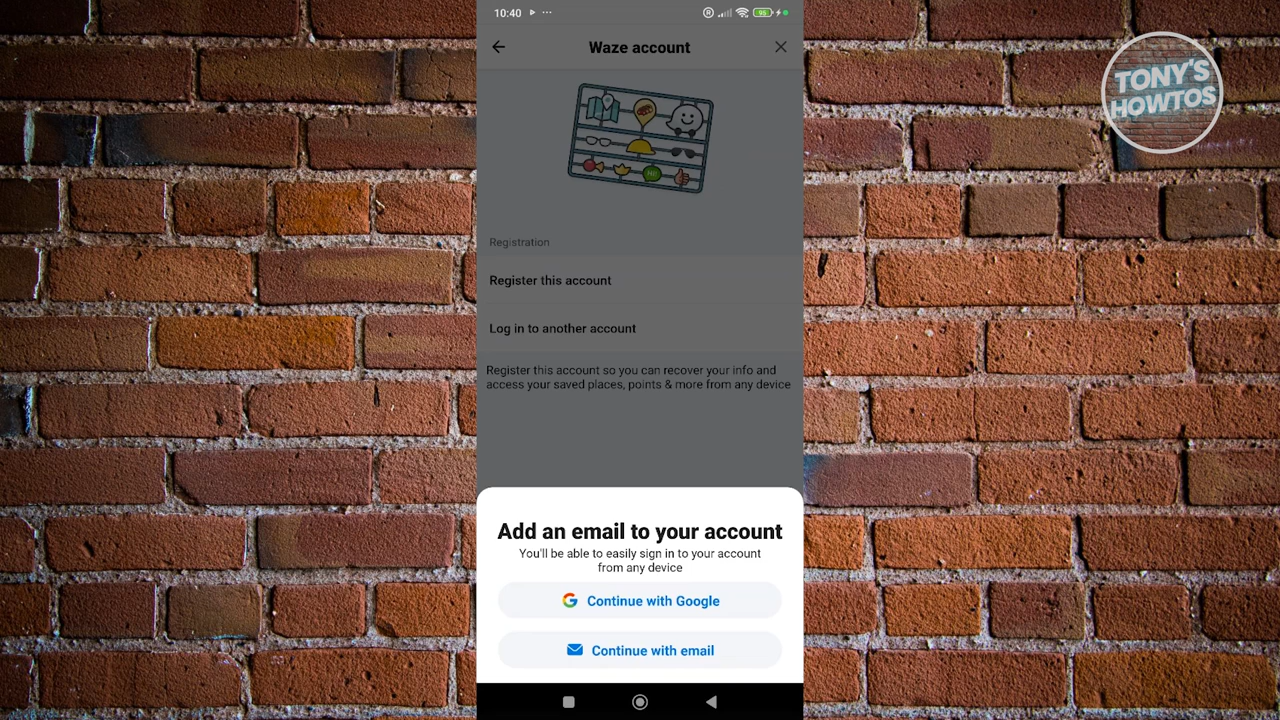 10:40
95
Waze account
TONY'S
HOWTOS
Hi!
Registration
Register this account
Log in to another account
Register this account so you can recover your info and
access your saved places, points & more from any device
Add an email to your account
You'll be able to easily sign in to your account
from any device
Continue with Google
Continue with email